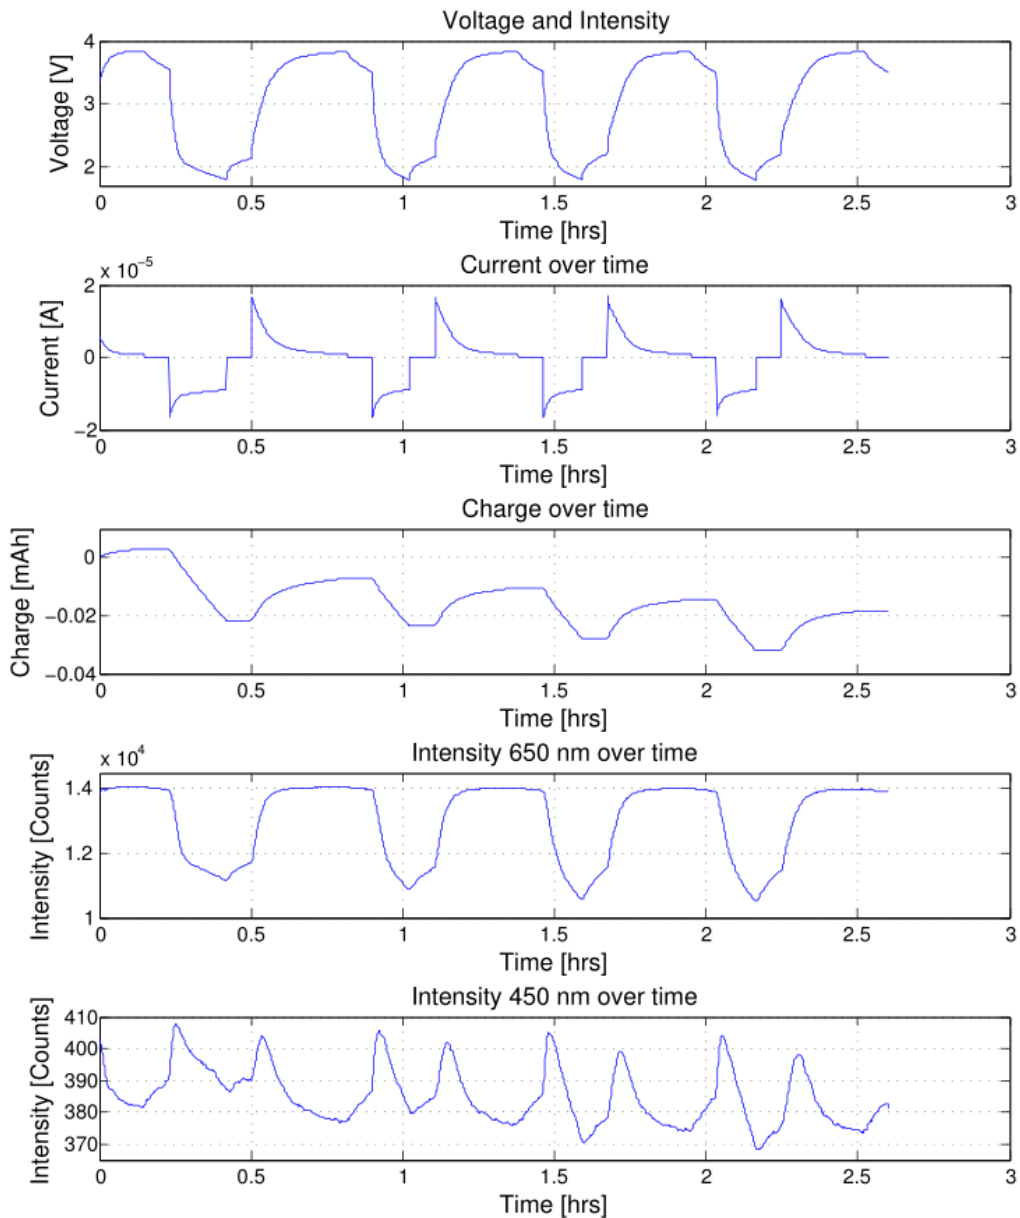 Voltage and Intensity
Voltage [V]
4
3
2
0 0.5 1 1.5 2 2.5 3
Time [hrs]
Current over time
x 10−5
Current [A]
2
0
−2
0 0.5 1 1.5 2 2.5 3
Time [hrs]
Charge over time
Charge [mAh]
0
−0.02
−0.04
0 0.5 1 1.5 2 2.5 3
Time [hrs]
Intensity 650 nm over time
x 10^4
Intensity [Counts]
1.4
1.2
1
0 0.5 1 1.5 2 2.5 3
Time [hrs]
Intensity 450 nm over time
Intensity [Counts]
410
400
390
380
370
0 0.5 1 1.5 2 2.5 3
Time [hrs]